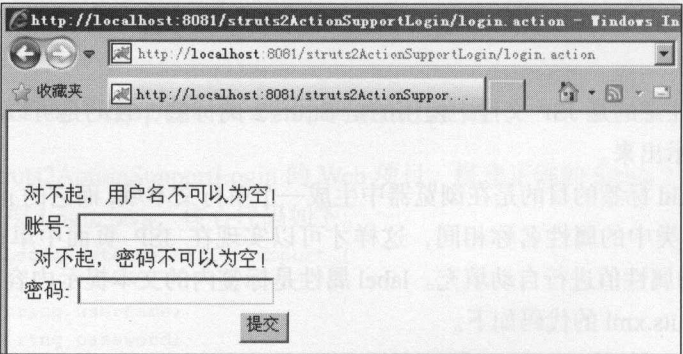 http://localhost:8081/struts2ActionSupportLogin/login.action - Windows In
http://localhost:8081/struts2ActionSupportLogin/login.action
收藏夹
http://localhost:8081/struts2ActionSuppor...
对不起，用户名不可以为空！
账号:
对不起，密码不可以为空！
密码:
提交